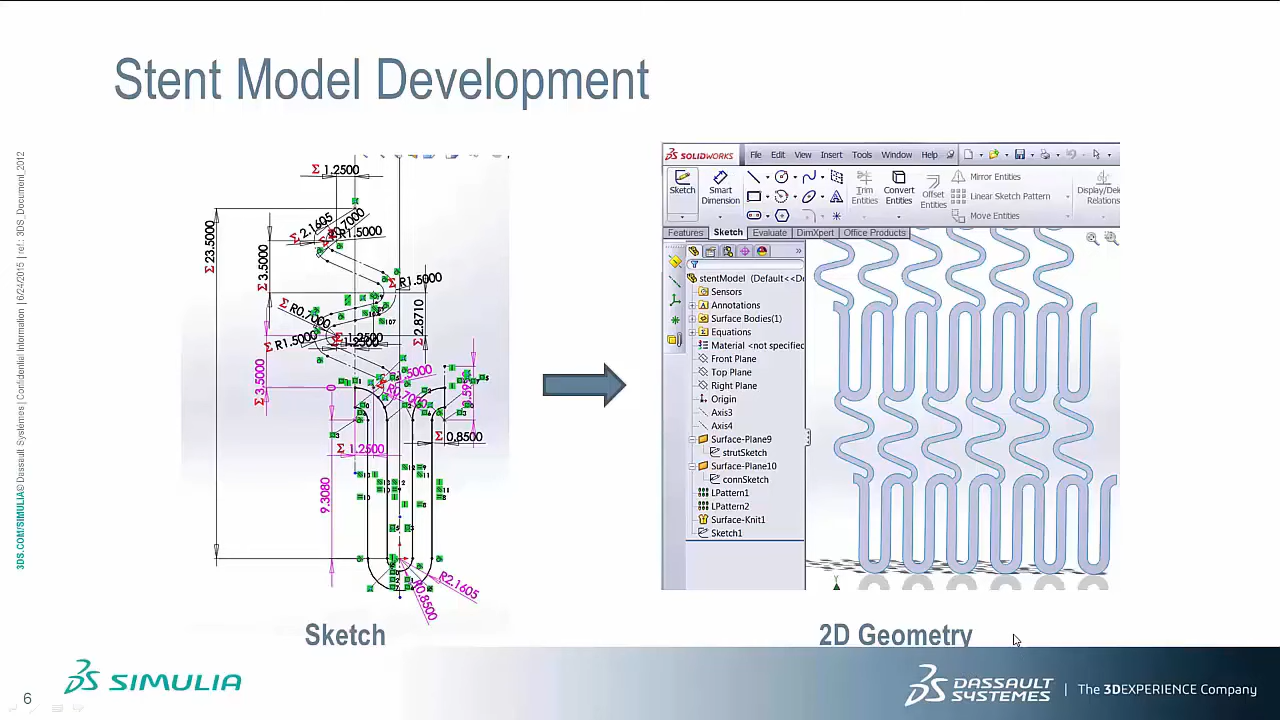 Stent Model Development
3DS.COM/SIMULIA© Dassault Systèmes | Confidential Information | 6/24/2015 | ref.: 3DS_Document_2012
Σ 1.2500
Σ 2.1605
R0.7000
Σ R1.5000
Σ 23.5000
Σ 3.5000
Σ R1.5000
Σ R0.7000
Σ 2.8710
Σ R1.5000
Σ 1.2500
Σ 3.5000
Σ 0.8500
Σ 1.2500
9.3080
R2.1605
R0.8500
Sketch
SOLIDWORKS
File Edit View Insert Tools Window Help
Sketch
Smart Dimension
Trim Entities
Convert Entities
Offset Entities
Mirror Entities
Linear Sketch Pattern
Move Entities
Features Sketch Evaluate DimXpert Office Products
stentModel (Default<<De
Sensors
Annotations
Surface Bodies(1)
Equations
Material <not specified
Front Plane
Top Plane
Right Plane
Origin
Axis3
Axis4
Surface-Plane9
strutSketch
Surface-Plane10
connSketch
LPattern1
LPattern2
Surface-Knit1
Sketch1
2D Geometry
SIMULIA
6
DASSAULT SYSTEMES | The 3DEXPERIENCE Company